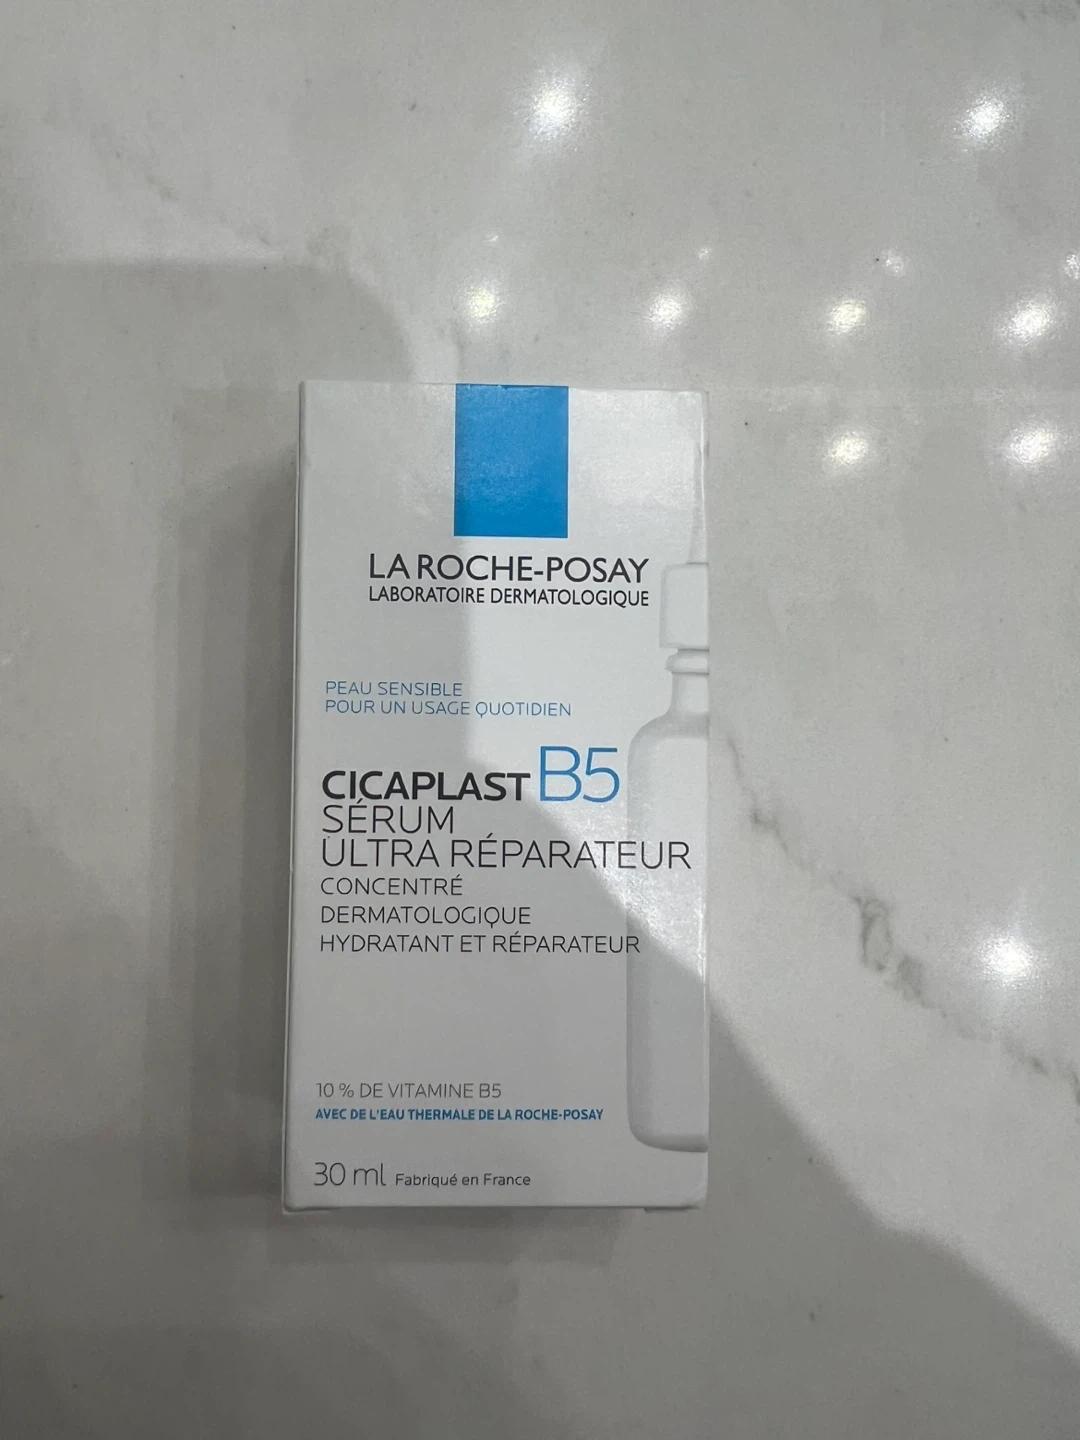 LA ROCHE-POSAY
LABORATOIRE DERMATOLOGIQUE
PEAU SENSIBLE
POUR UN USAGE QUOTIDIEN
CICAPLAST B5
SÉRUM
ULTRA RÉPARATEUR
CONCENTRÉ
DERMATOLOGIQUE
HYDRATANT ET RÉPARATEUR
10 % DE VITAMINE B5
AVEC DE L'EAU THERMALE DE LA ROCHE-POSAY
30 ml Fabriqué en France